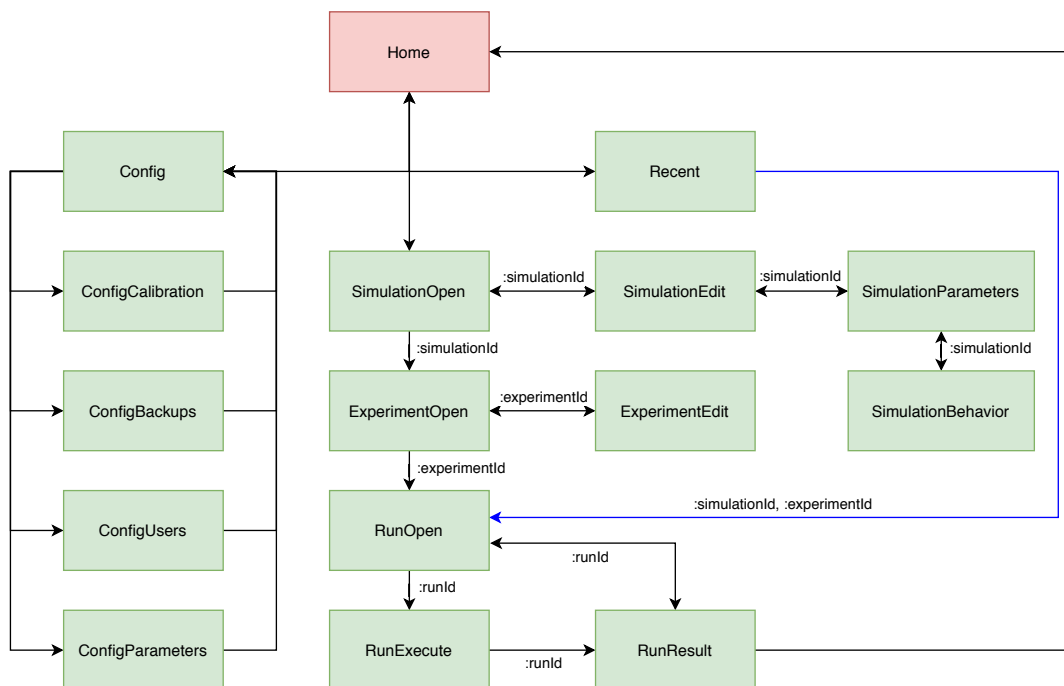 Home
Config
Recent
ConfigCalibration
SimulationOpen
:simulationId
SimulationEdit
:simulationId
SimulationParameters
:simulationId
:simulationId
ConfigBackups
ExperimentOpen
:experimentId
ExperimentEdit
SimulationBehavior
:experimentId
:simulationId, :experimentId
ConfigUsers
RunOpen
:runId
:runId
ConfigParameters
RunExecute
:runId
RunResult